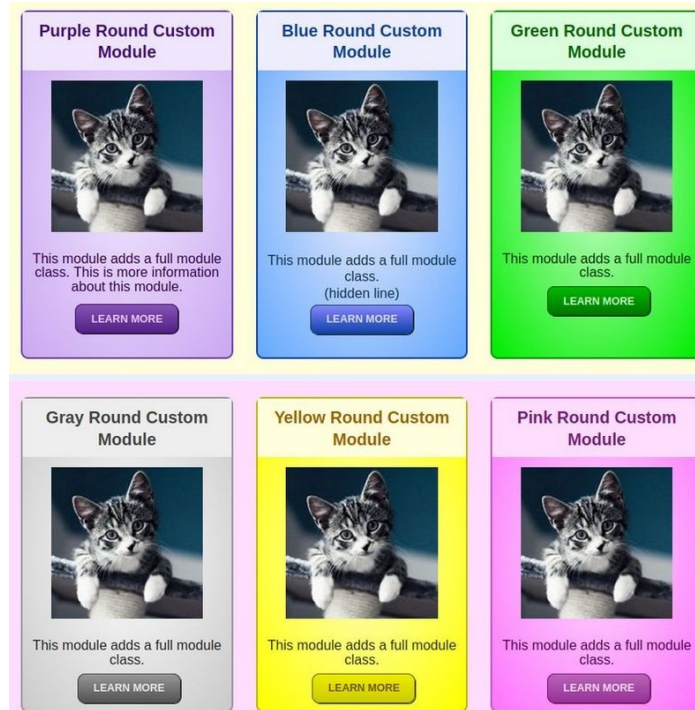 Purple Round Custom
Module
This module adds a full module
class. This is more information
about this module.
LEARN MORE
Blue Round Custom
Module
This module adds a full module
class.
(hidden line)
LEARN MORE
Green Round Custom
Module
This module adds a full module
class.
LEARN MORE
Gray Round Custom
Module
This module adds a full module
class.
LEARN MORE
Yellow Round Custom
Module
This module adds a full module
class.
LEARN MORE
Pink Round Custom
Module
This module adds a full module
class.
LEARN MORE